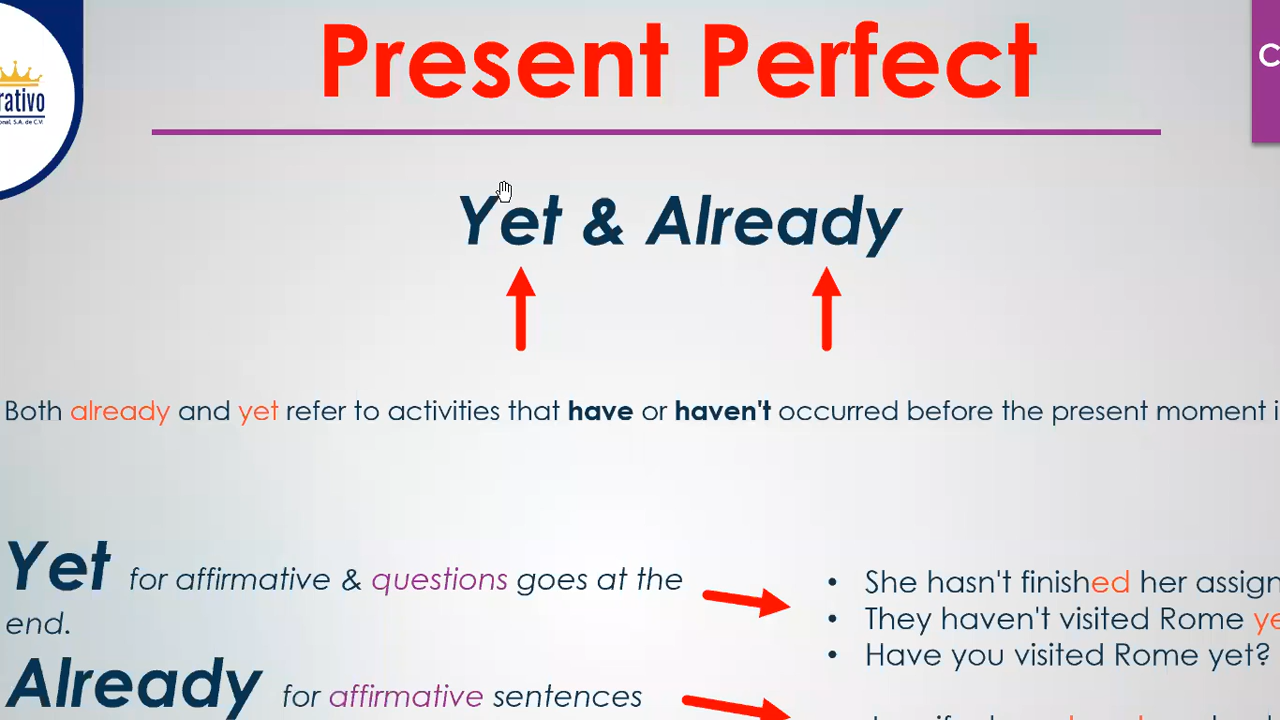 Present Perfect
Yet & Already
Both already and yet refer to activities that have or haven't occurred before the present moment
Yet for affirmative & questions goes at the
end.
Already for affirmative sentences
She hasn't finished her
They haven't visited Rome
Have you visited Rome yet?